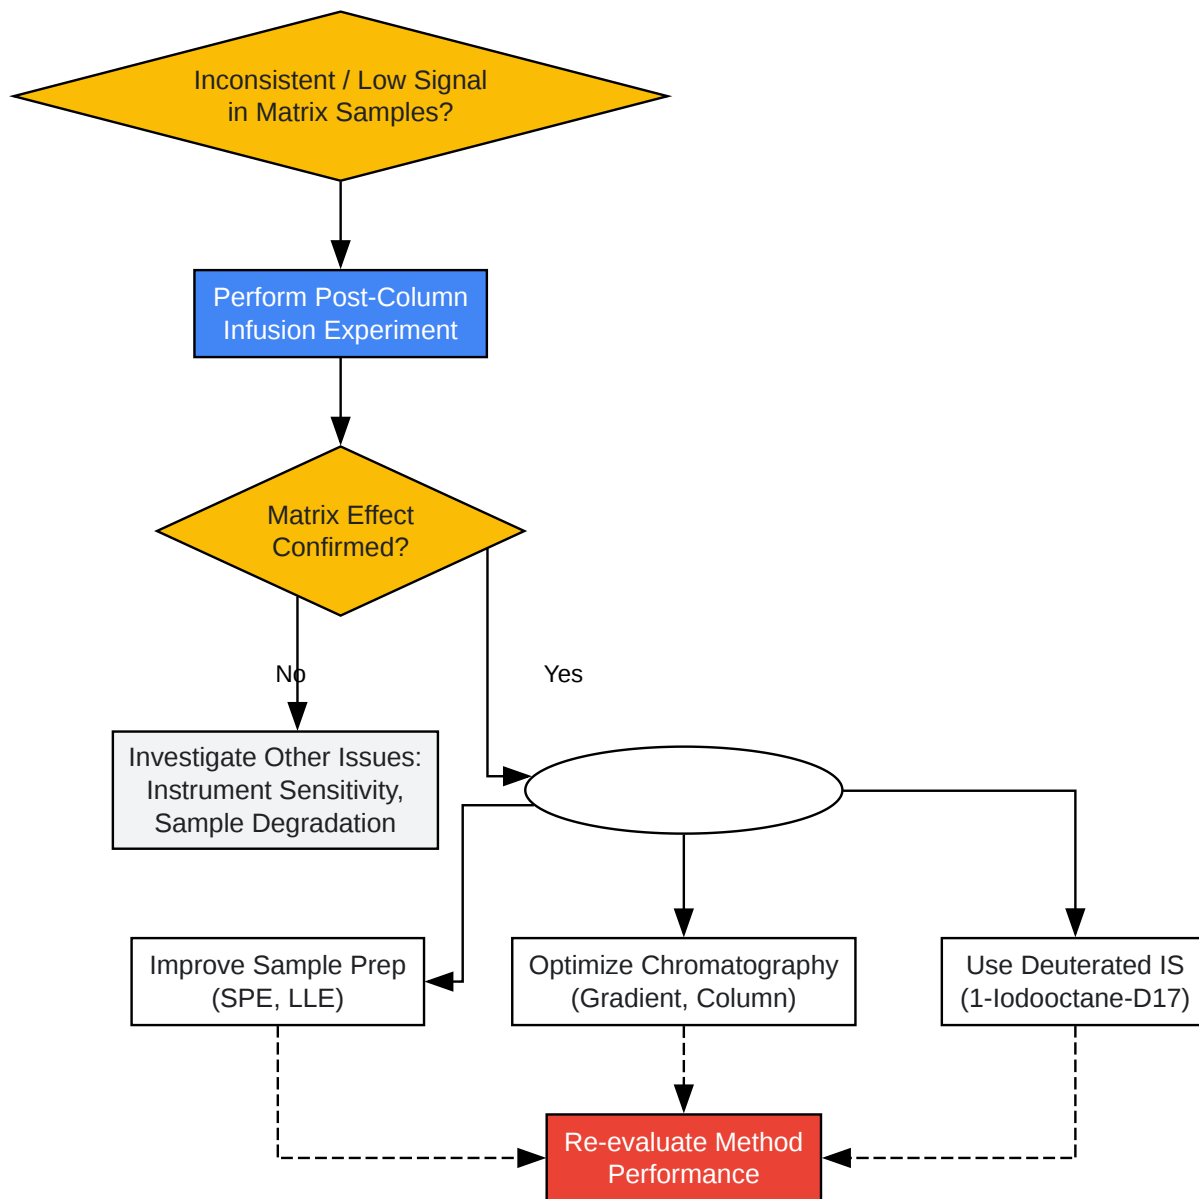 Inconsistent / Low Signal
in Matrix Samples?
Perform Post-Column
Infusion Experiment
Matrix Effect
Confirmed?
No
Yes
Investigate Other Issues:
Instrument Sensitivity,
Sample Degradation
Improve Sample Prep
(SPE, LLE)
Optimize Chromatography
(Gradient, Column)
Use Deuterated IS
(1-Iodooctane-D17)
Re-evaluate Method
Performance